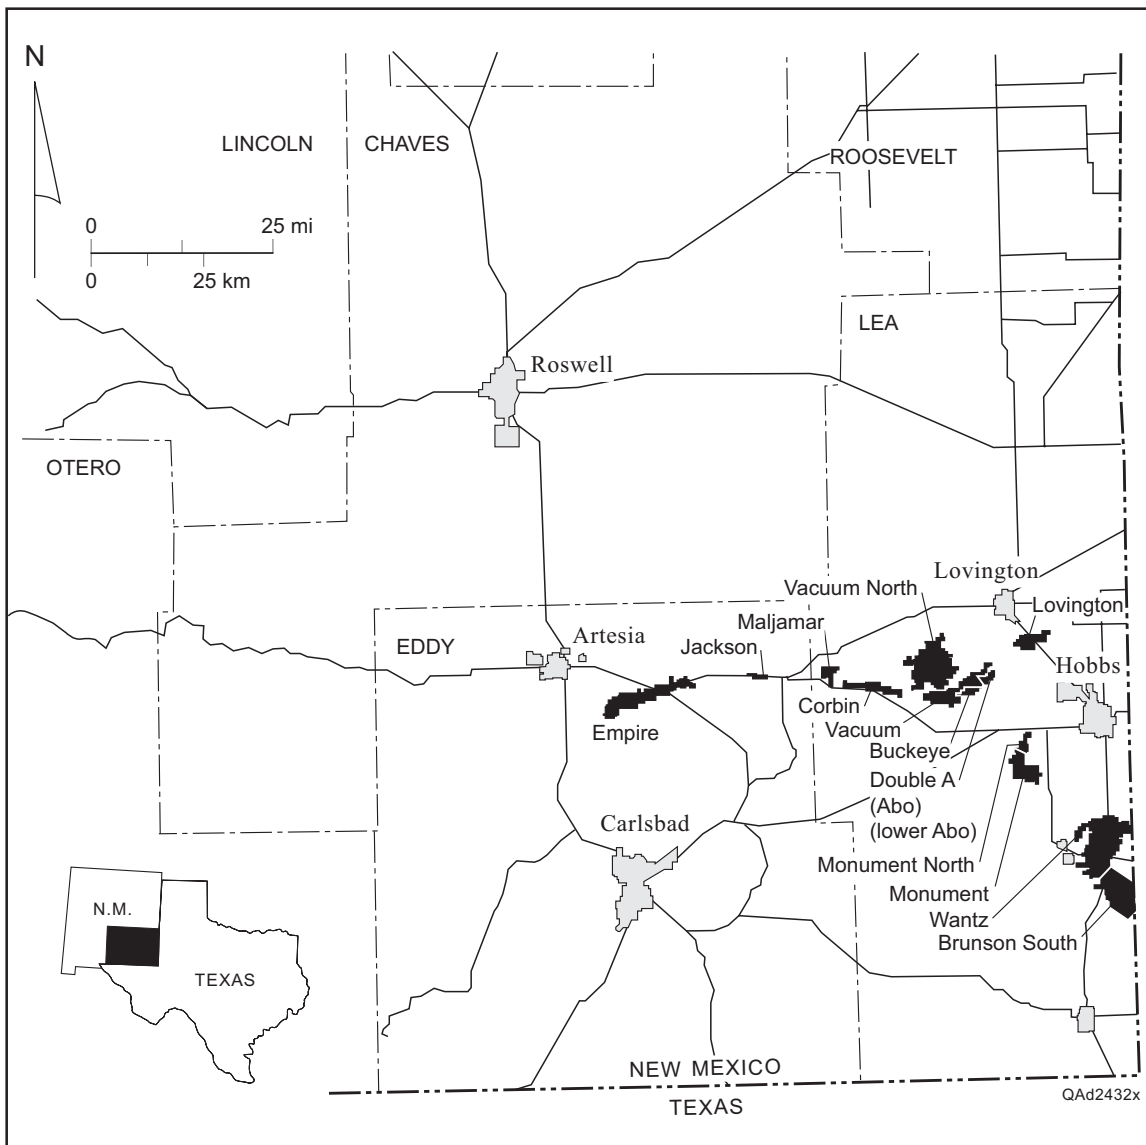 N
LINCOLN
CHAVES
ROOSEVELT
0
25 mi
0
25 km
LEA
Roswell
OTERO
Lovington
Vacuum North
Lovington
Maljamar
Artesia
EDDY
Jackson
Hobbs
Corbin
Empire
Vacuum
Buckeye
Double A
(Abo)
(lower Abo)
Carlsbad
Monument North
Monument
Wantz
Brunson South
N.M.
TEXAS
NEW MEXICO
TEXAS
QAd2432x